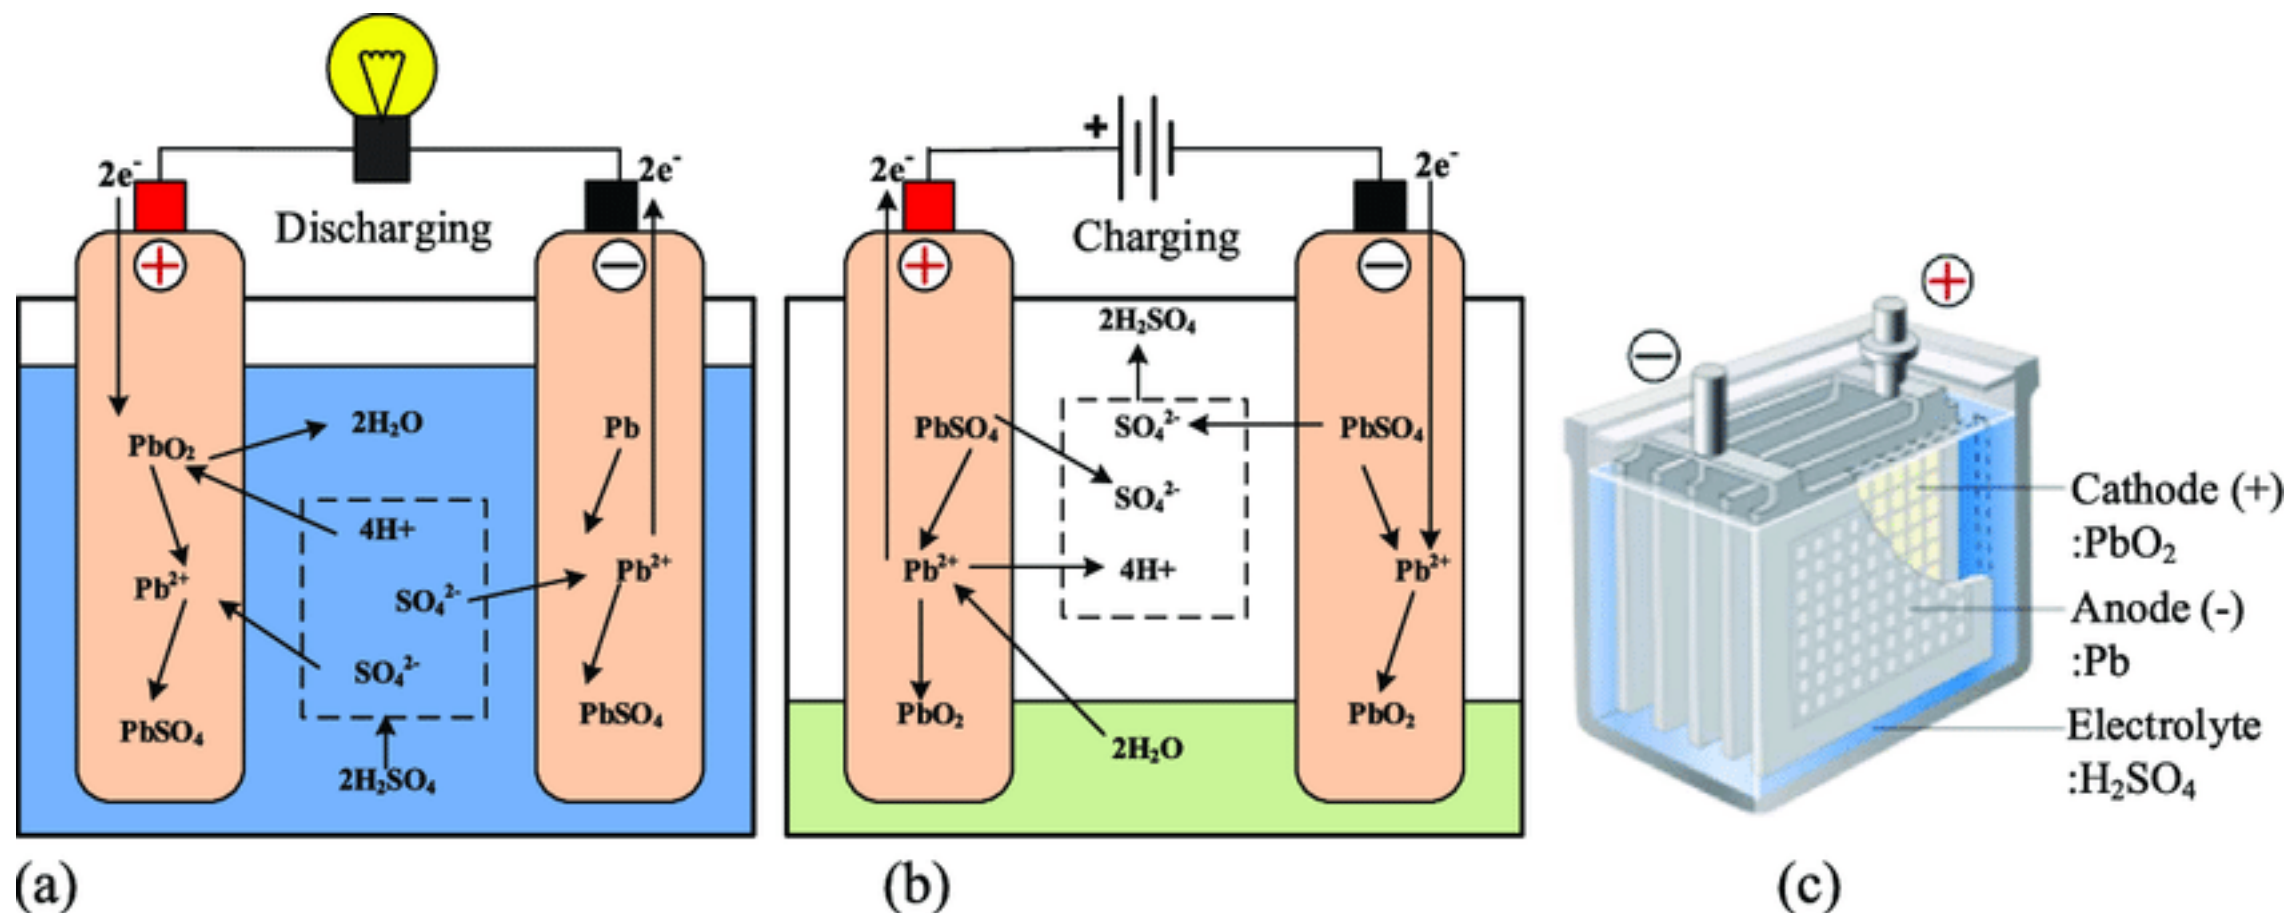 2e⁻
2e⁻
Discharging
+
−
2H₂O
PbO₂
Pb
4H+
Pb²⁺
Pb²⁺
SO₄²⁻
SO₄²⁻
PbSO₄
PbSO₄
2H₂SO₄
(a)
+
2e⁻
2e⁻
Charging
+
−
2H₂SO₄
PbSO₄
SO₄²⁻
PbSO₄
SO₄²⁻
Pb²⁺
4H+
Pb²⁺
PbO₂
PbO₂
2H₂O
(b)
+
−
Cathode (+)
:PbO₂
Anode (-)
:Pb
Electrolyte
:H₂SO₄
(c)